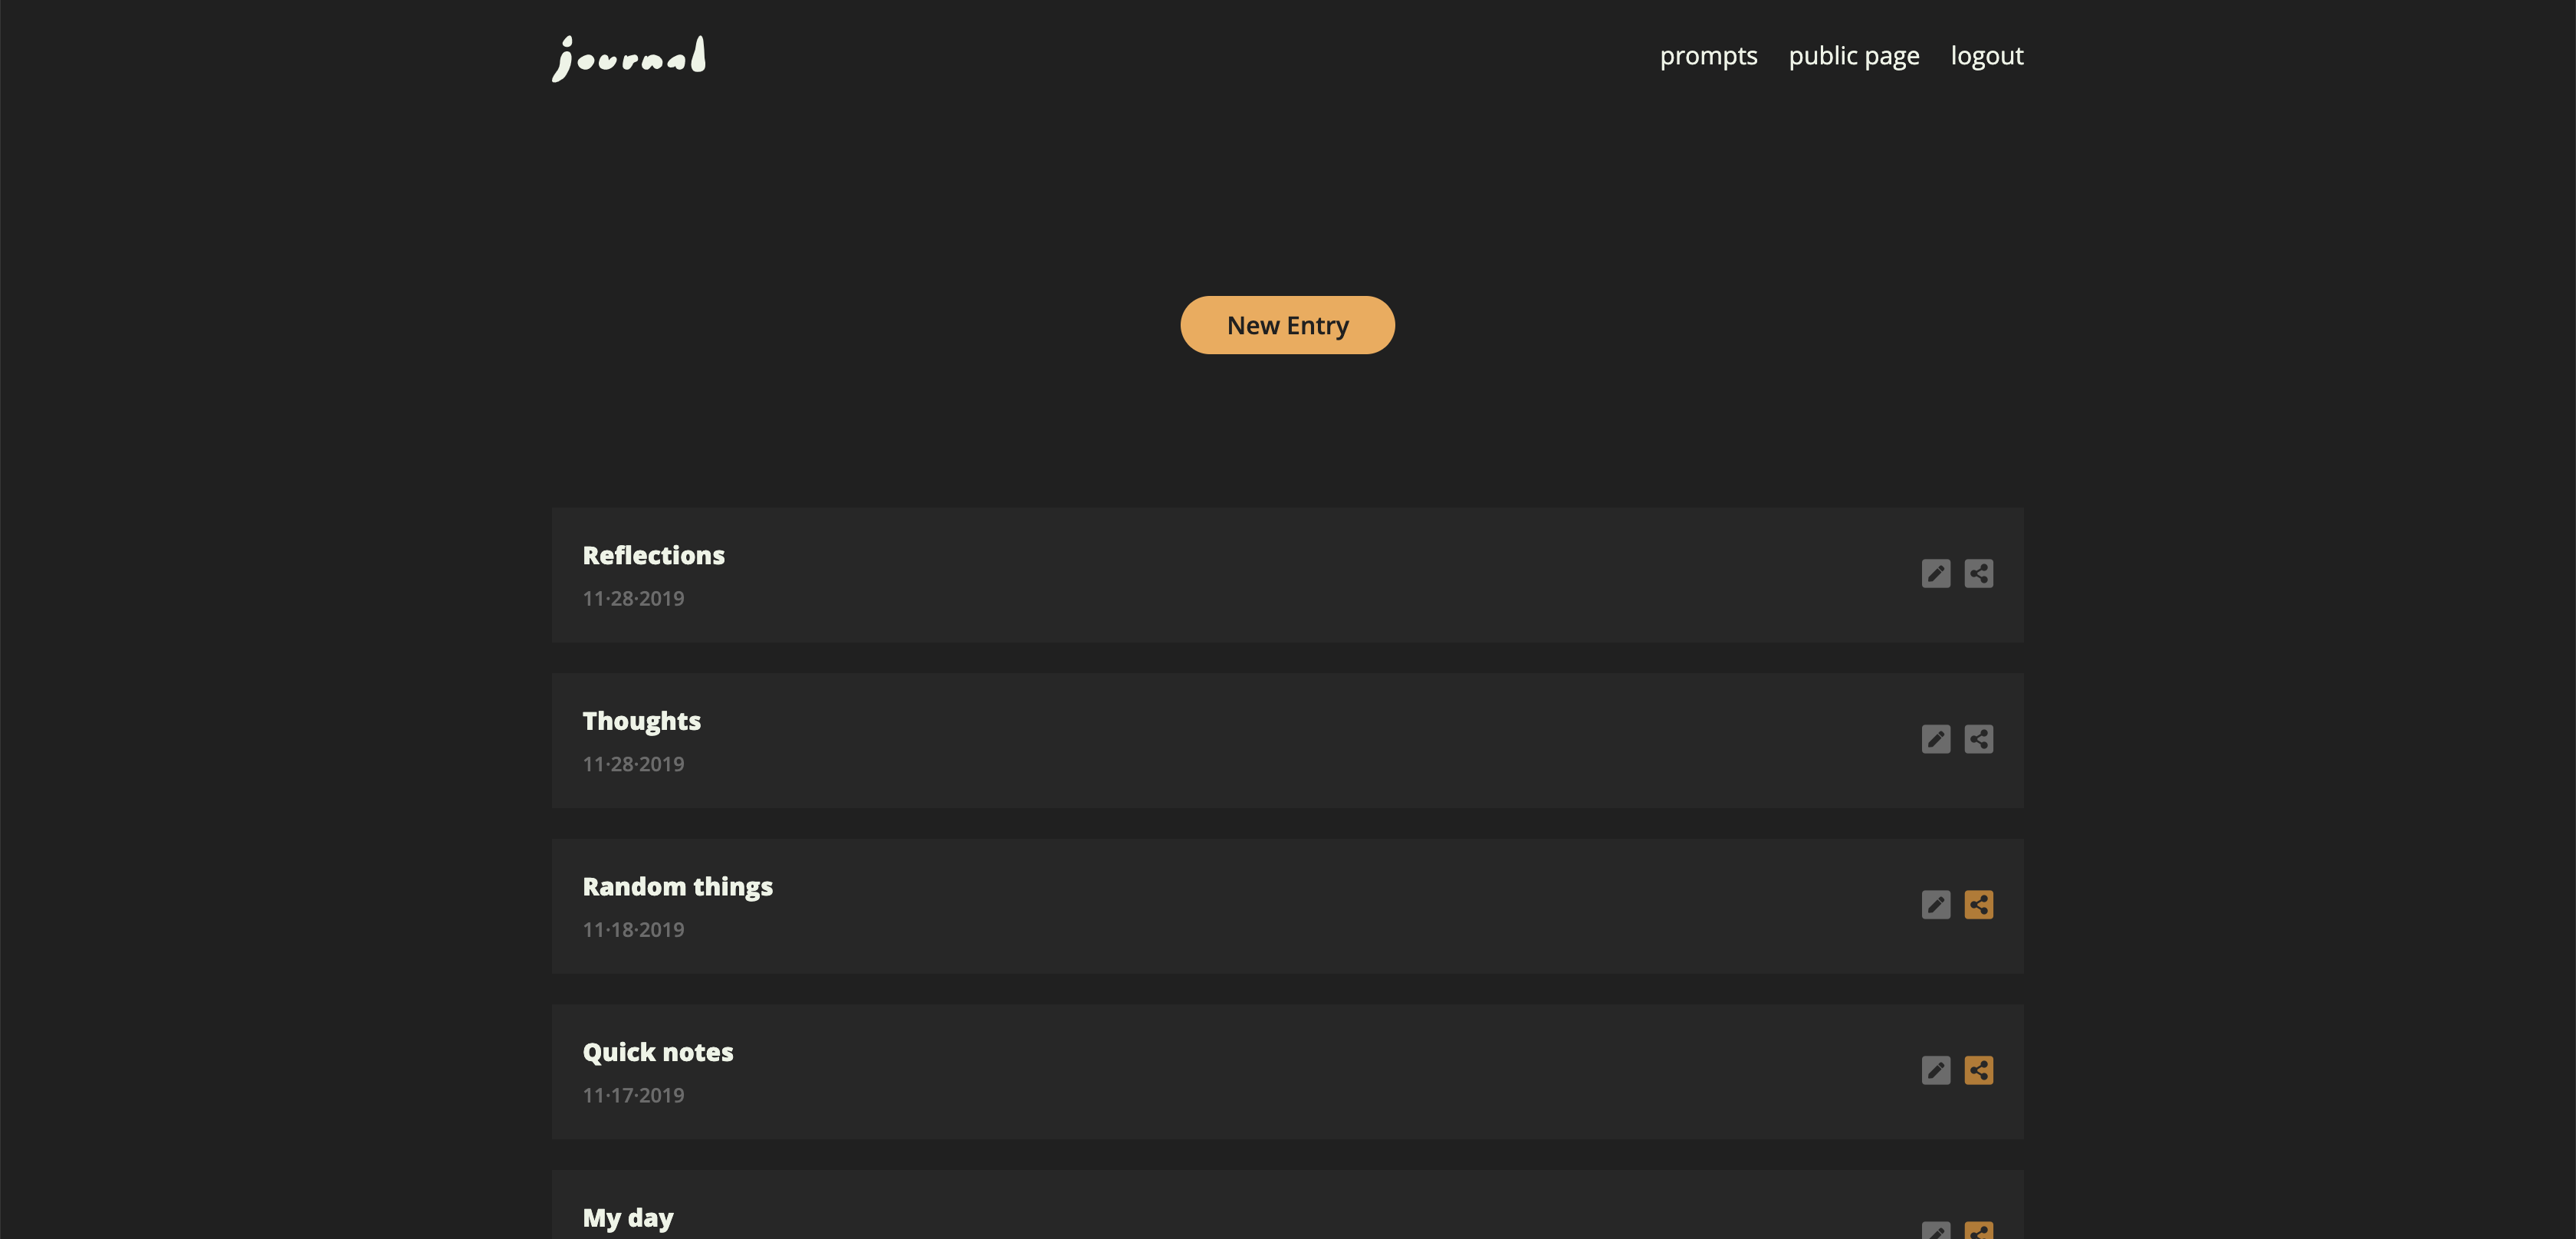 journal
prompts public page logout
New Entry
Reflections
11·28·2019
Thoughts
11·28·2019
Random things
11·18·2019
Quick notes
11·17·2019
My day